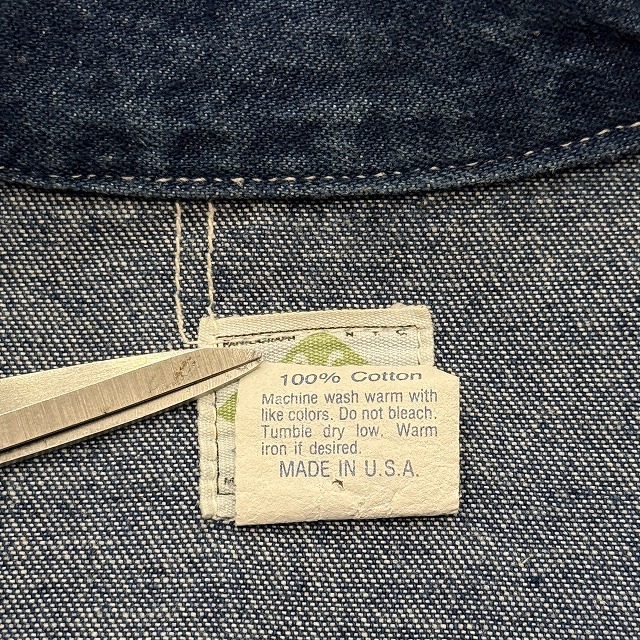 N.Y.C.
100% Cotton
Machine wash warm with
like colors. Do not bleach.
Tumble dry low. Warm
iron if desired.
MADE IN U.S.A.